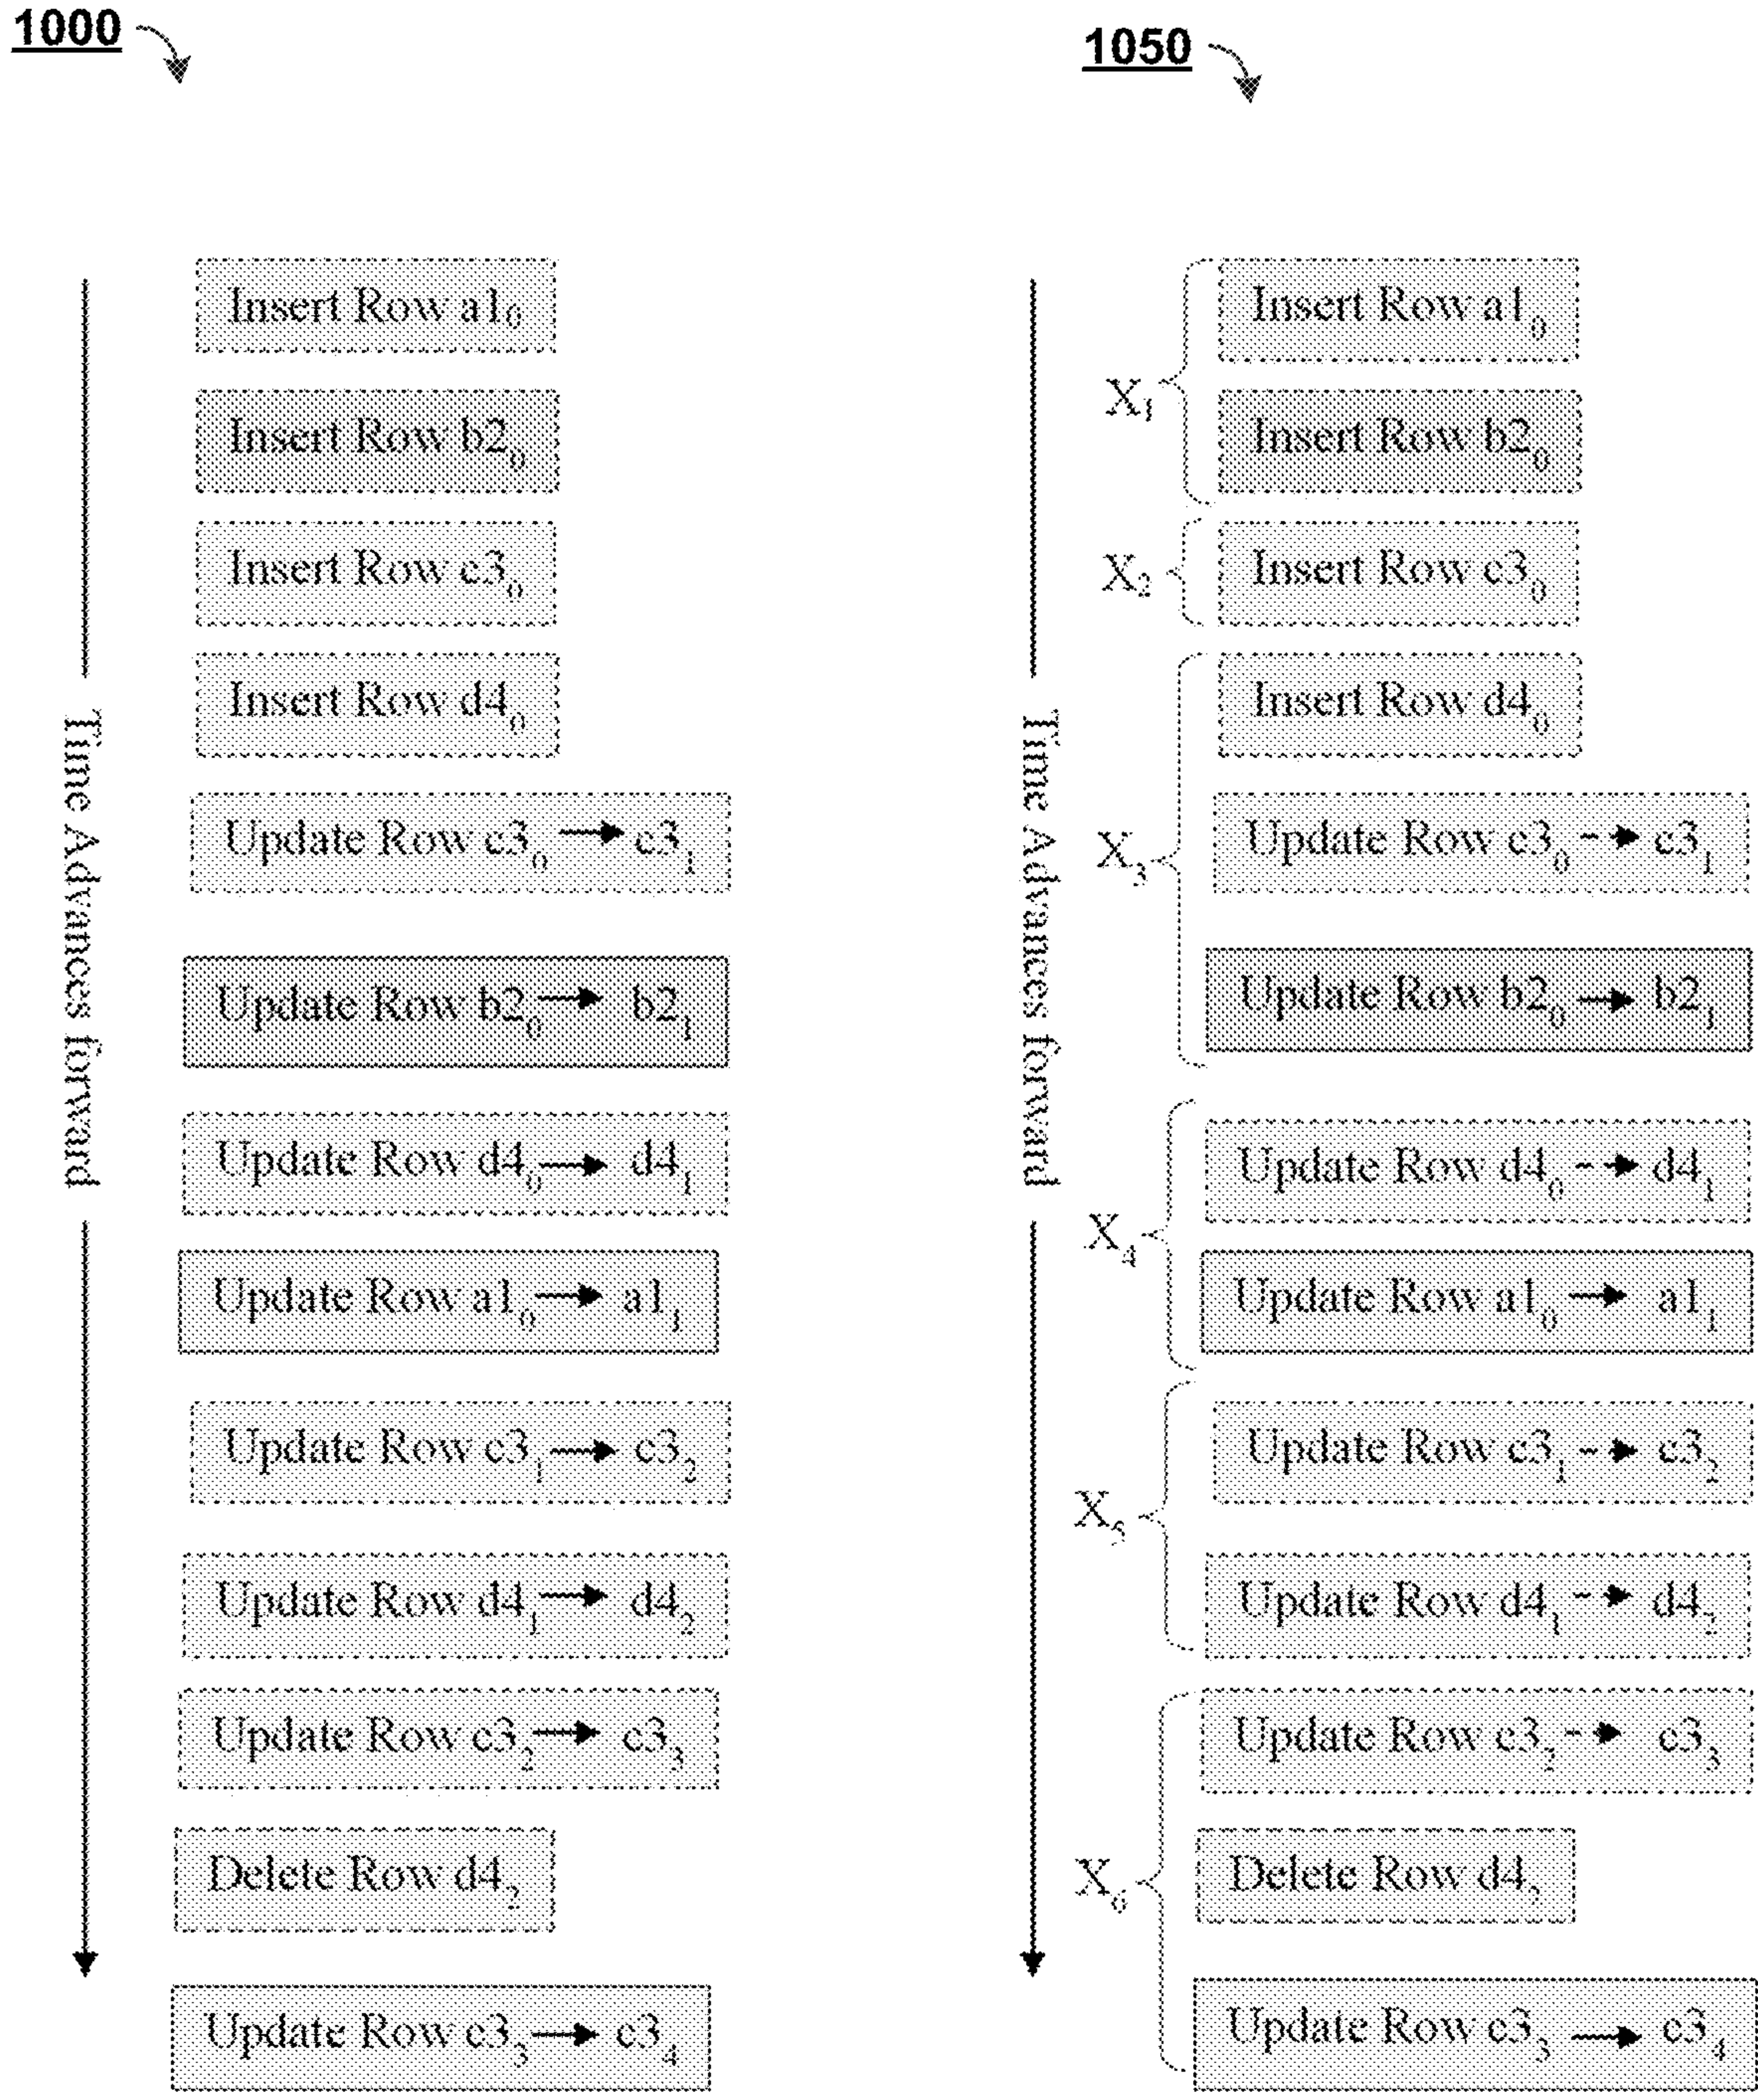 1000
Time Advances forward
Insert Row a1₀
Insert Row b2₀
Insert Row c3₀
Insert Row d4₀
Update Row c3₀ → c3₁
Update Row b2₀ → b2₁
Update Row d4₀ → d4₁
Update Row a1₀ → a1₁
Update Row c3₁ → c3₂
Update Row d4₁ → d4₂
Update Row c3₂ → c3₃
Delete Row d4₂
Update Row c3₃ → c3₄
1050
Time Advances forward
X₁
Insert Row a1₀
Insert Row b2₀
X₂
Insert Row c3₀
X₃
Insert Row d4₀
Update Row c3₀ → c3₁
Update Row b2₀ → b2₁
X₄
Update Row d4₀ → d4₁
Update Row a1₀ → a1₁
X₅
Update Row c3₁ → c3₂
Update Row d4₁ → d4₂
X₆
Update Row c3₂ → c3₃
Delete Row d4₂
Update Row c3₃ → c3₄